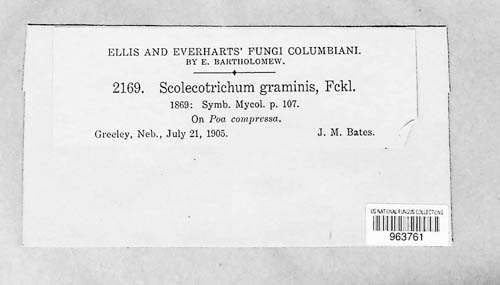 ELLIS AND EVERHARTS' FUNGI COLUMBIANI.
BY E. BARTHOLOMEW.
2169. Scolecotrichum graminis, Fckl.
1869: Symb. Mycol. p. 107.
On Poa compressa.
Greeley, Neb., July 21, 1905. J. M. Bates.
US NATIONAL FUNGUS COLLECTIONS
963761